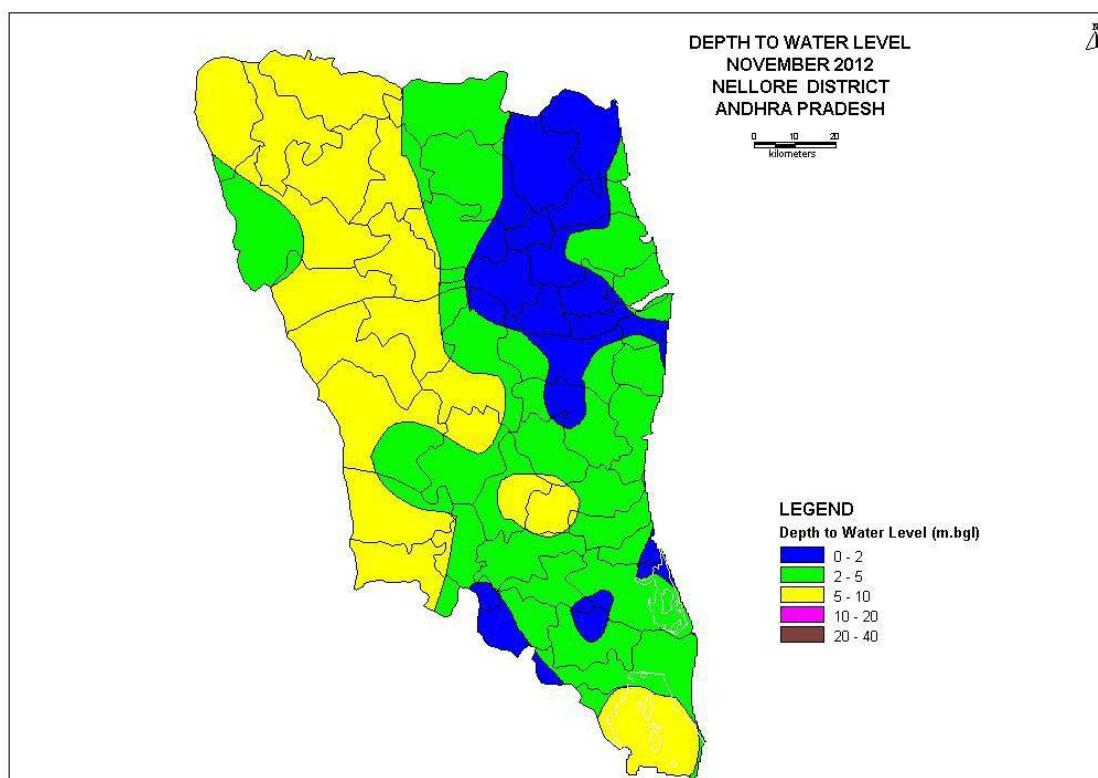 DEPTH TO WATER LEVEL
NOVEMBER 2012
NELLORE DISTRICT
ANDHRA PRADESH
N
0 10 20
kilometers
LEGEND
Depth to Water Level (m.bgl)
0 - 2
2 - 5
5 - 10
10 - 20
20 - 40